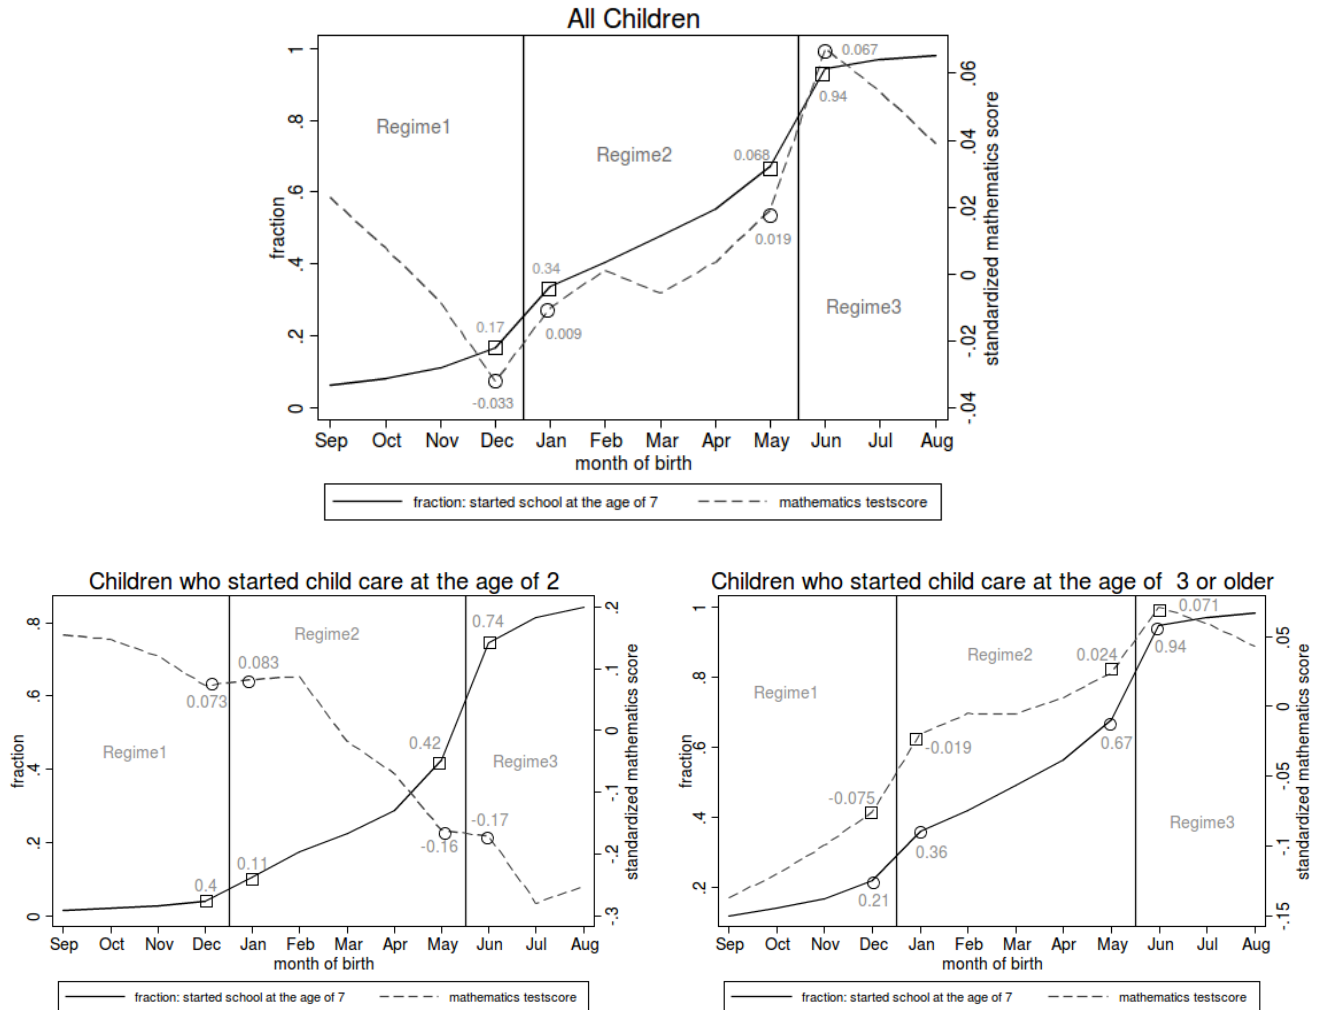 All Children
1
.8
.6
.4
.2
0
fraction
.06
.04
.02
0
-.02
-.04
standardized mathematics score
Regime1
Regime2
Regime3
0.067
0.94
0.068
0.019
0.34
0.009
0.17
-0.033
Sep Oct Nov Dec Jan Feb Mar Apr May Jun Jul Aug
month of birth
fraction: started school at the age of 7 mathematics testscore
Children who started child care at the age of 2
.8
.6
.4
.2
0
fraction
.2
.1
0
-.1
-.2
-.3
standardized mathematics score
Regime2
Regime1
Regime3
0.74
0.083
0.073
0.42
-0.17
-0.16
0.11
0.4
Sep Oct Nov Dec Jan Feb Mar Apr May Jun Jul Aug
month of birth
fraction: started school at the age of 7 mathematics testscore
Children who started child care at the age of 3 or older
1
.8
.6
.4
.2
fraction
.05
0
-.05
-.1
-.15
standardized mathematics score
Regime1
Regime2
Regime3
0.071
0.94
0.024
0.67
-0.019
-0.075
0.36
0.21
Sep Oct Nov Dec Jan Feb Mar Apr May Jun Jul Aug
month of birth
fraction: started school at the age of 7 mathematics testscore